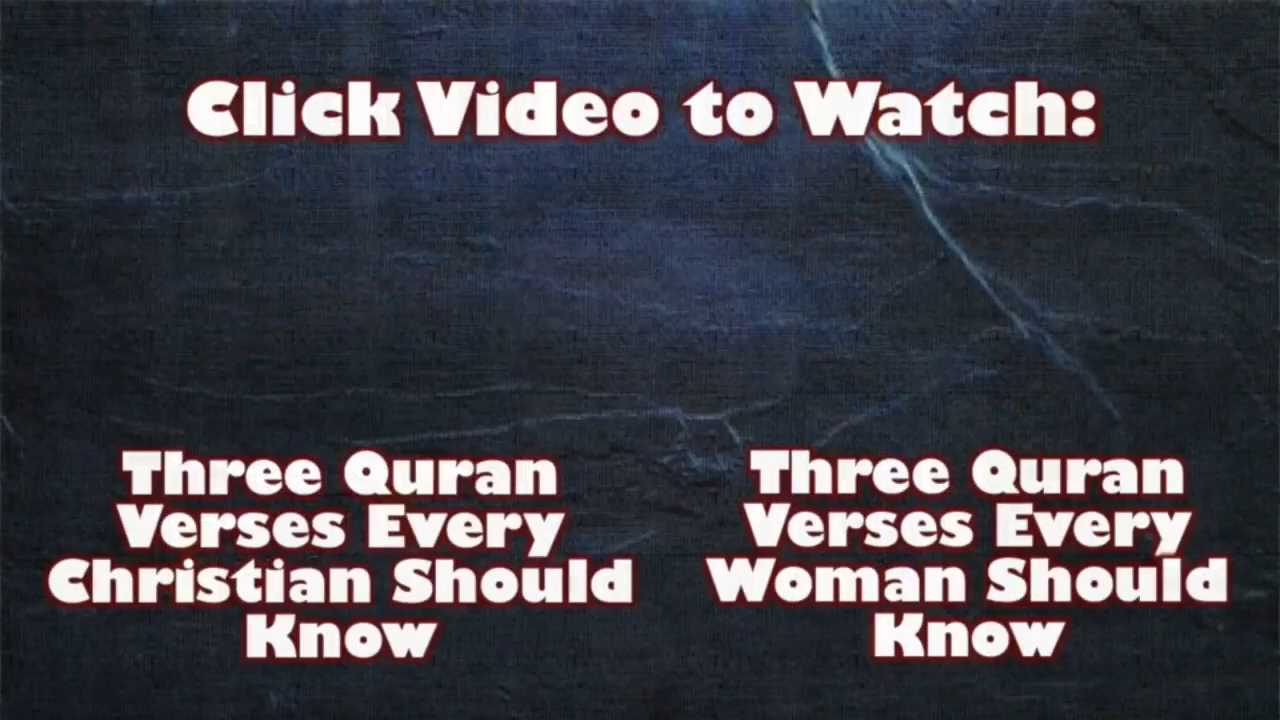 Click Video to Watch:
Three Quran
Verses Every
Christian Should
Know
Three Quran
Verses Every
Woman Should
Know